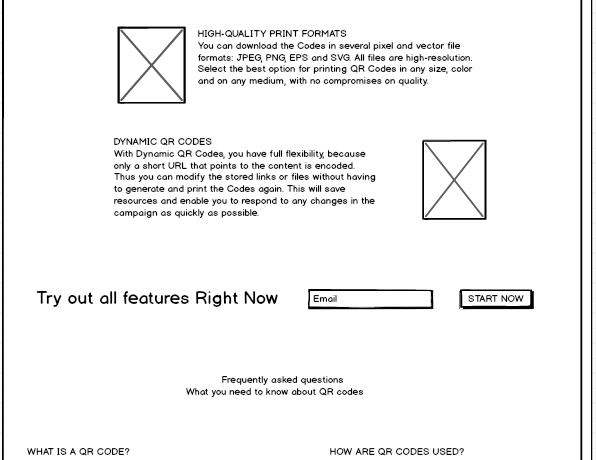 HIGH-QUALITY PRINT FORMATS
You can download the Codes in several pixel and vector file
formats: JPEG, PNG, EPS and SVG. All files are high-resolution.
Select the best option for printing QR Codes in any size, color
and on any medium, with no compromises on quality.
DYNAMIC QR CODES
With Dynamic QR Codes, you have full flexibility, because
only a short URL that points to the content is encoded.
Thus you can modify the stored links or files without having
to generate and print the Codes again. This will save
resources and enable you to respond to any changes in the
campaign as quickly as possible.
Try out all features Right Now
Email
START NOW
Frequently asked questions
What you need to know about QR codes
WHAT IS A QR CODE?
HOW ARE QR CODES USED?